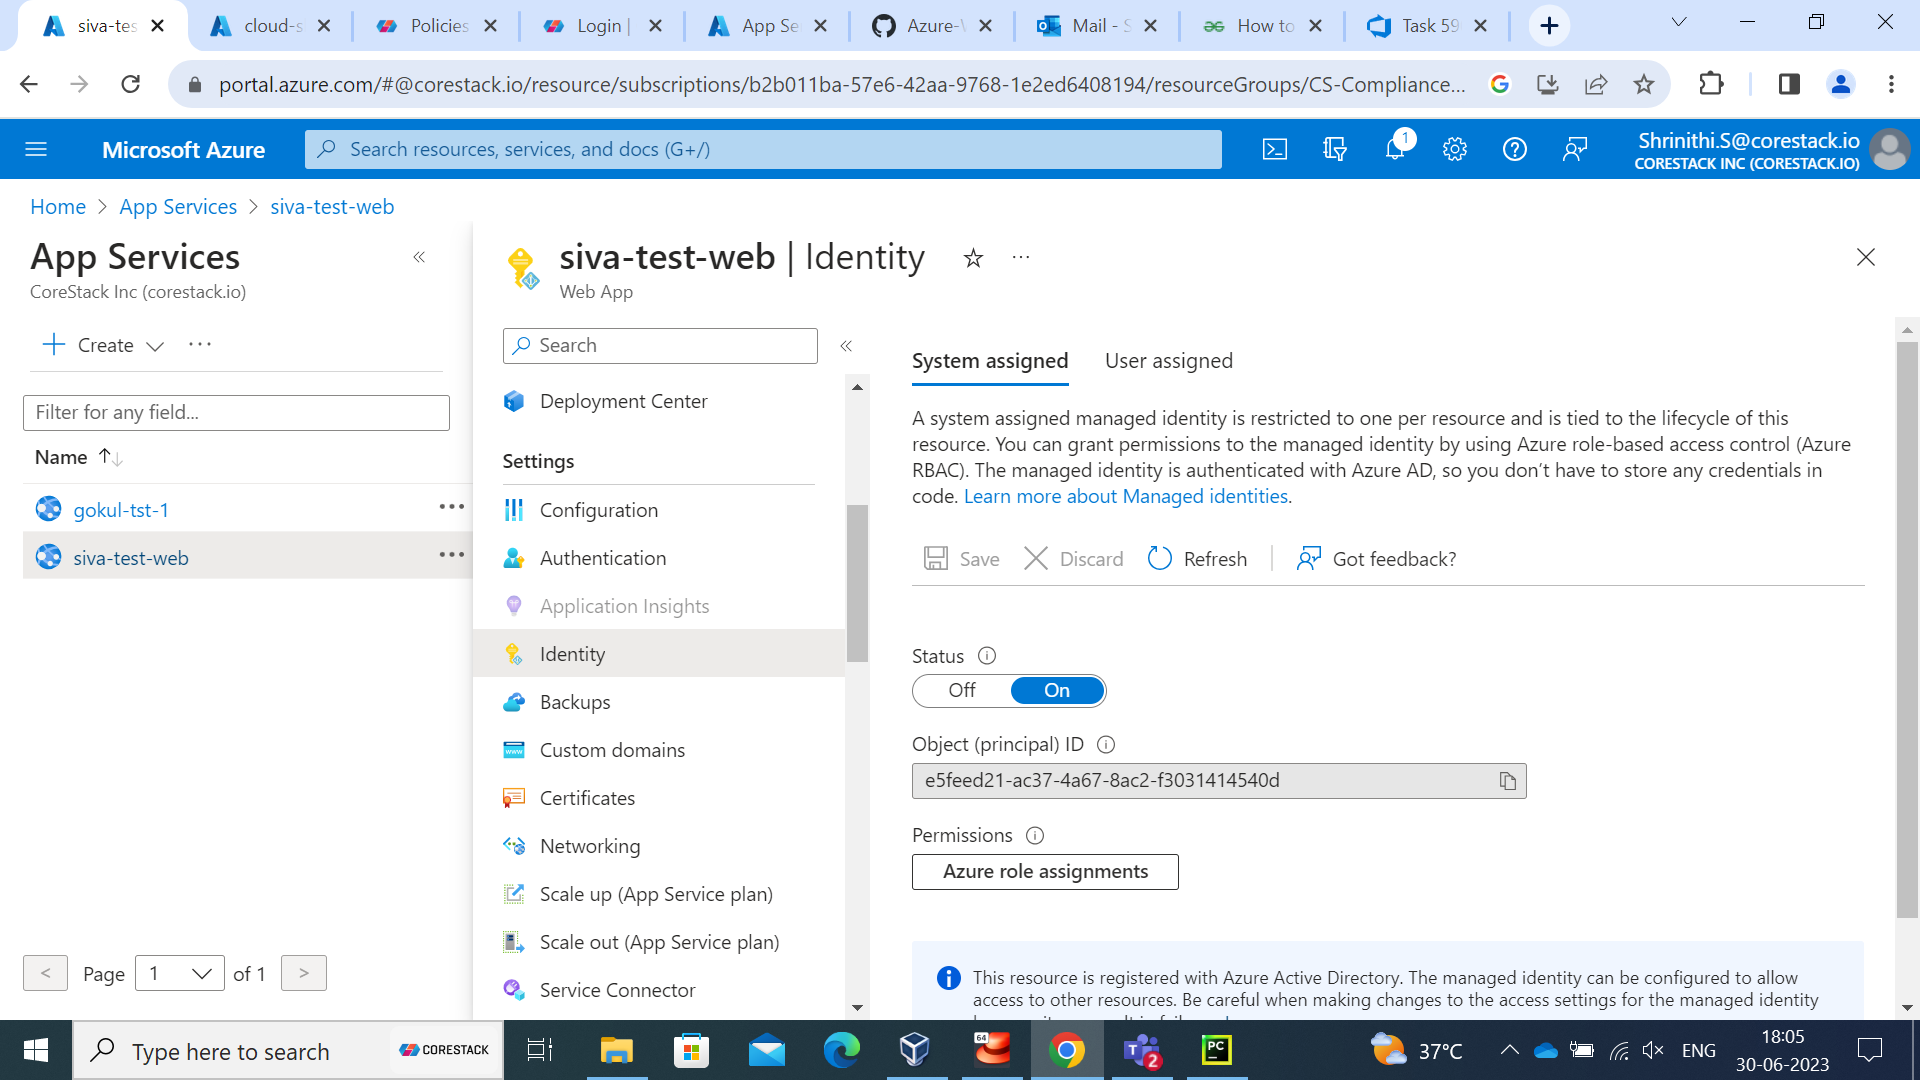 siva-tes
cloud-s
Policies
Login |
App Se
Azure-
Mail - S
How to
Task 59
portal.azure.com/#@corestack.io/resource/subscriptions/b2b011ba-57e6-42aa-9768-1e2ed6408194/resourceGroups/CS-Compliance...
Microsoft Azure
Search resources, services, and docs (G+/)
1
Shrinithi.S@corestack.io
CORESTACK INC (CORESTACK.IO)
Home > App Services > siva-test-web
App Services
CoreStack Inc (corestack.io)
Create
Filter for any field...
Name
gokul-tst-1
siva-test-web
< Page 1 of 1 >
siva-test-web | Identity
Web App
Search
Deployment Center
Settings
Configuration
Authentication
Application Insights
Identity
Backups
Custom domains
Certificates
Networking
Scale up (App Service plan)
Scale out (App Service plan)
Service Connector
System assigned
User assigned
A system assigned managed identity is restricted to one per resource and is tied to the lifecycle of this
resource. You can grant permissions to the managed identity by using Azure role-based access control (Azure
RBAC). The managed identity is authenticated with Azure AD, so you don’t have to store any credentials in
code. Learn more about Managed identities.
Save
Discard
Refresh
Got feedback?
Status
Off On
Object (principal) ID
e5feed21-ac37-4a67-8ac2-f3031414540d
Permissions
Azure role assignments
This resource is registered with Azure Active Directory. The managed identity can be configured to allow
access to other resources. Be careful when making changes to the access settings for the managed identity
Type here to search
CORESTACK
64
2
PC
37°C
ENG
18:05
30-06-2023